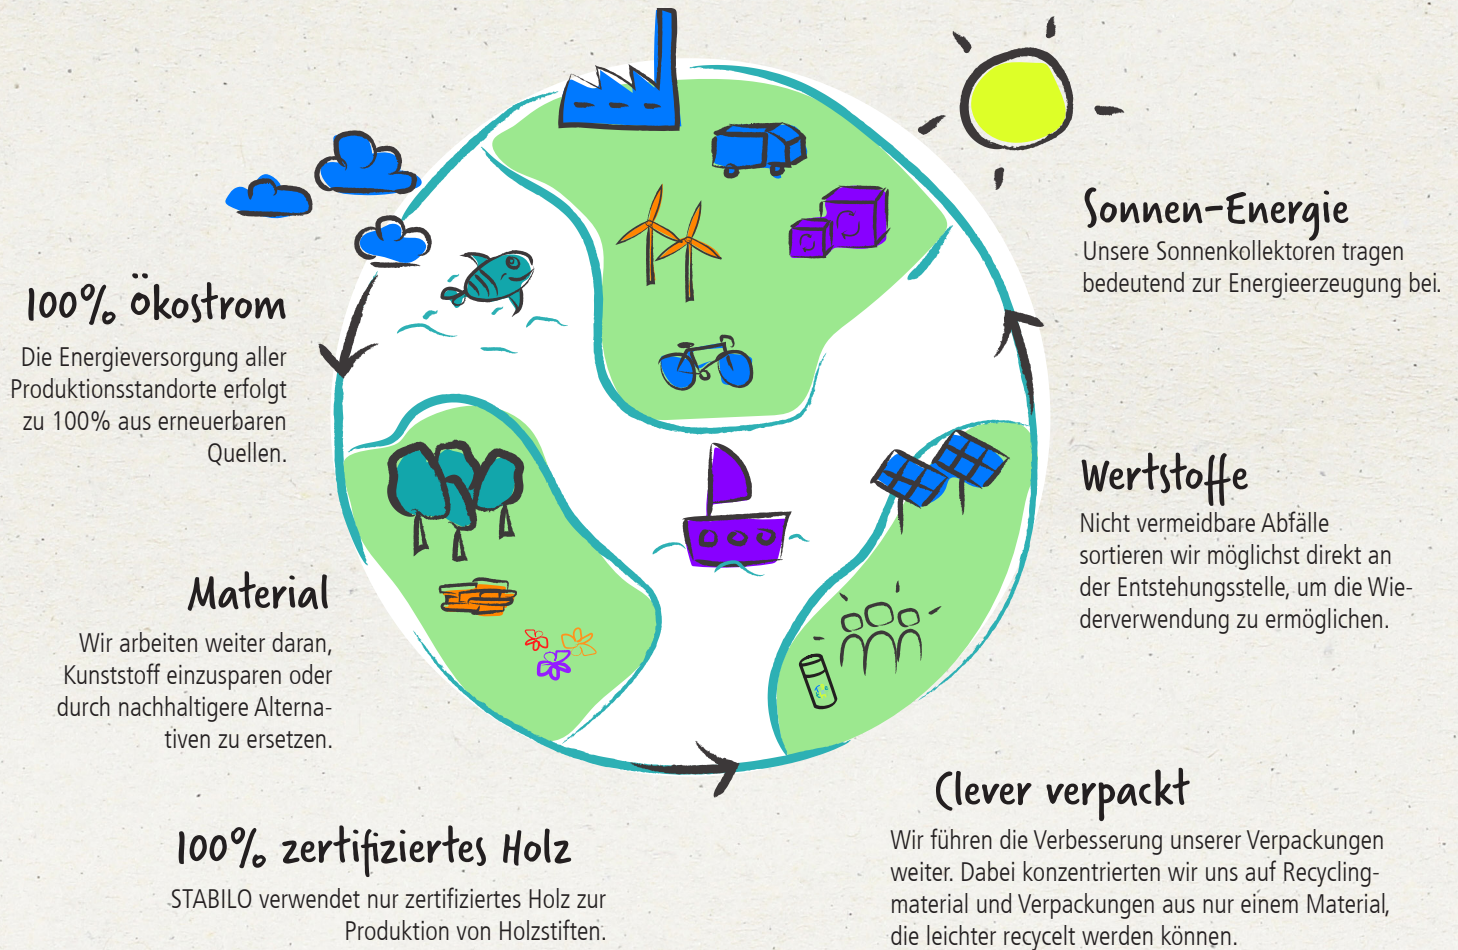 100% Ökostrom
Die Energieversorgung aller
Produktionsstandorte erfolgt
zu 100% aus erneuerbaren
Quellen.
Material
Wir arbeiten weiter daran,
Kunststoff einzusparen oder
durch nachhaltigere Alterna-
tiven zu ersetzen.
100% zertifiziertes Holz
STABILO verwendet nur zertifiziertes Holz zur
Produktion von Holzstiften.
Sonnen-Energie
Unsere Sonnenkollektoren tragen
bedeutend zur Energieerzeugung bei.
Wertstoffe
Nicht vermeidbare Abfälle
sortieren wir möglichst direkt an
der Entstehungsstelle, um die Wie-
derverwendung zu ermöglichen.
Clever verpackt
Wir führen die Verbesserung unserer Verpackungen
weiter. Dabei konzentrierten wir uns auf Recycling-
material und Verpackungen aus nur einem Material,
die leichter recycelt werden können.